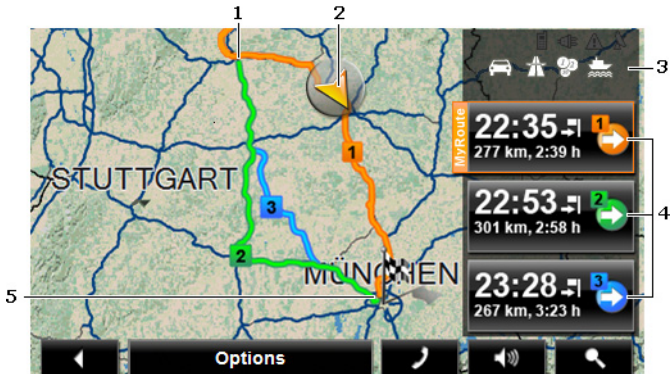 1
2
3
STUTTGART
1
3
2
MÜNCHEN
5
MyRoute
22:35
1
277 km, 2:39 h
22:53
2
301 km, 2:58 h
4
23:28
3
267 km, 3:23 h
Options